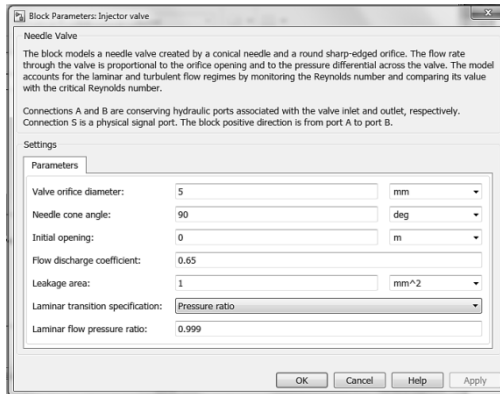 Block Parameters: Injector valve
Needle Valve
The block models a needle valve created by a conical needle and a round sharp-edged orifice. The flow rate
through the valve is proportional to the orifice opening and to the pressure differential across the valve. The model
accounts for the laminar and turbulent flow regimes by monitoring the Reynolds number and comparing its value
with the critical Reynolds number.
Connections A and B are conserving hydraulic ports associated with the valve inlet and outlet, respectively.
Connection S is a physical signal port. The block positive direction is from port A to port B.
Settings
Parameters
Valve orifice diameter: 5 mm
Needle cone angle: 90 deg
Initial opening: 0 m
Flow discharge coefficient: 0.65
Leakage area: 1 mm^2
Laminar transition specification: Pressure ratio
Laminar flow pressure ratio: 0.999
OK Cancel Help Apply